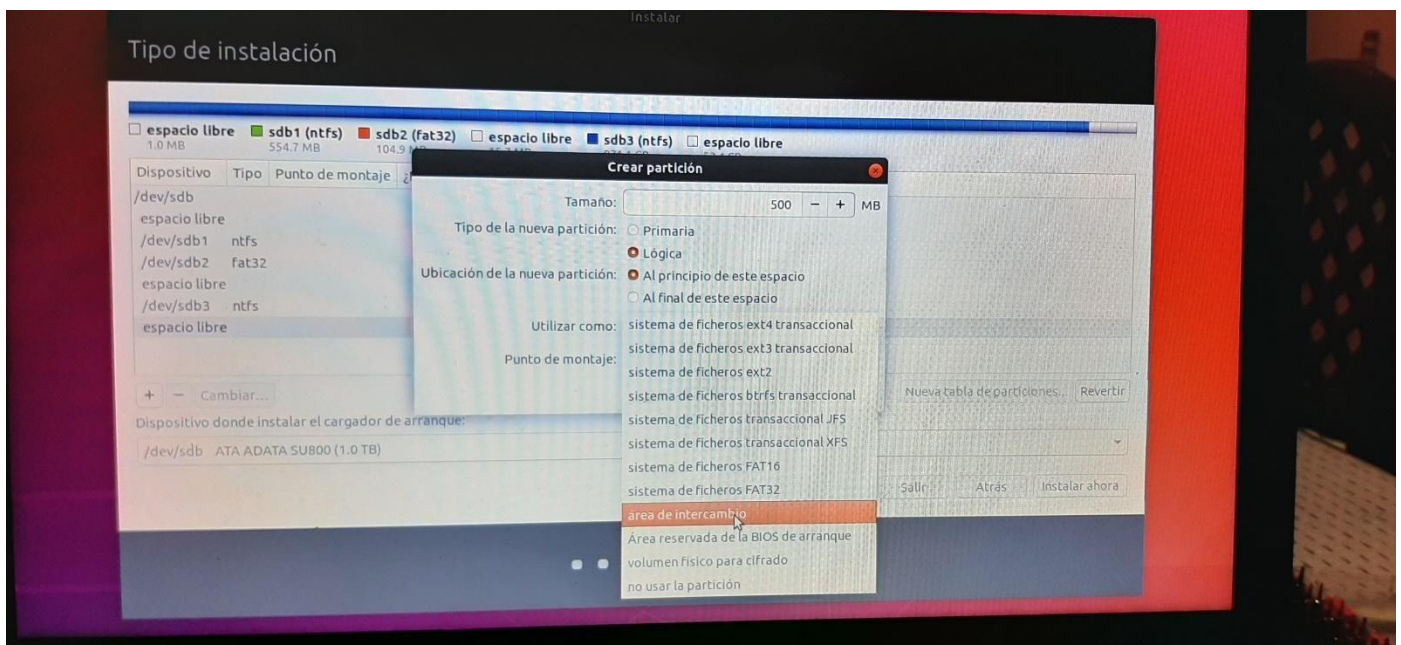 Instalar
Tipo de instalación
espacio libre sdb1 (ntfs) sdb2 (fat32) espacio libre sdb3 (ntfs) espacio libre
1.0 MB 554.7 MB 104.9
Crear partición
Dispositivo Tipo Punto de montaje
Tamaño: 500 − + MB
/dev/sdb
Tipo de la nueva partición: Primaria
espacio libre
Lógica
/dev/sdb1 ntfs
/dev/sdb2 fat32
Ubicación de la nueva partición: Al principio de este espacio
espacio libre
Al final de este espacio
/dev/sdb3 ntfs
espacio libre
Utilizar como: sistema de ficheros ext4 transaccional
sistema de ficheros ext3 transaccional
Punto de montaje:
sistema de ficheros ext2
sistema de ficheros btrfs transaccional
+ − Cambiar... Nueva tabla de particiones... Revertir
sistema de ficheros transaccional JFS
Dispositivo donde instalar el cargador de arranque:
sistema de ficheros transaccional XFS
/dev/sdb ATA ADATA SU800 (1.0 TB)
sistema de ficheros FAT16
sistema de ficheros FAT32
Salir Atrás Instalar ahora
área de intercambio
Área reservada de la BIOS de arranque
volumen físico para cifrado
no usar la partición